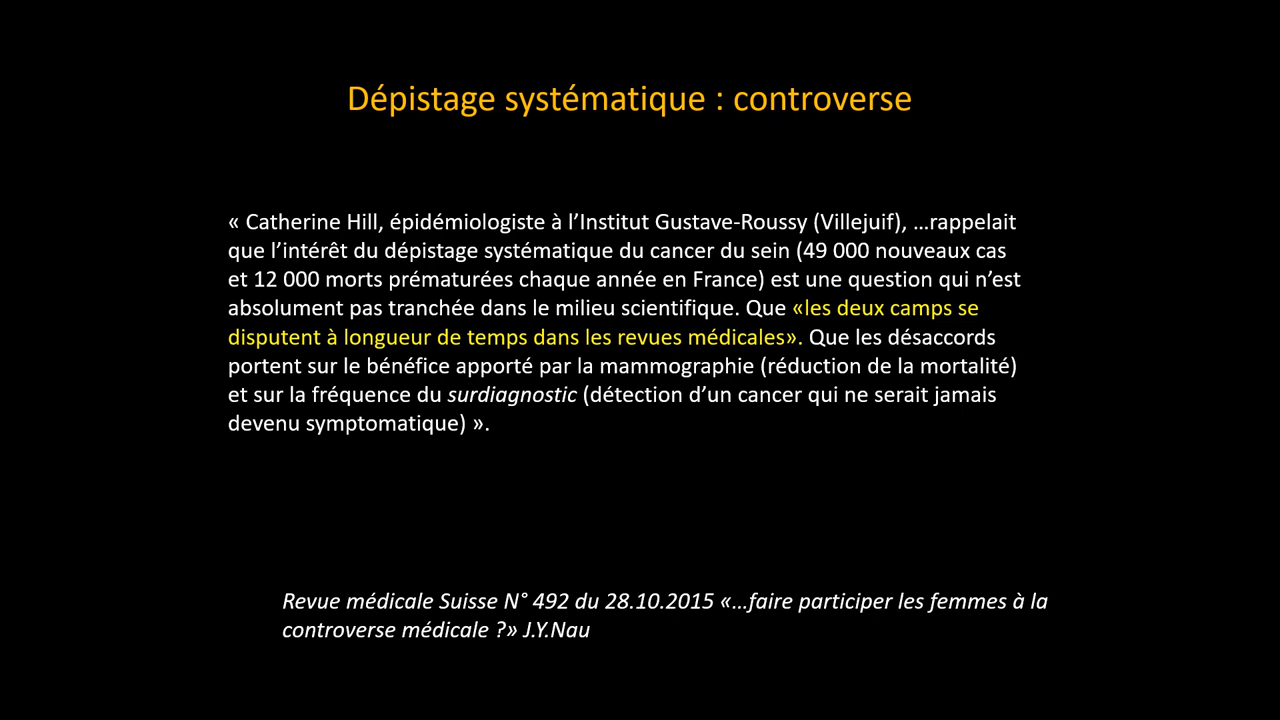 Dépistage systématique : controverse
« Catherine Hill, épidémiologiste à l’Institut Gustave-Roussy (Villejuif), …rappelait
que l’intérêt du dépistage systématique du cancer du sein (49 000 nouveaux cas
et 12 000 morts prématurées chaque année en France) est une question qui n’est
absolument pas tranchée dans le milieu scientifique. Que «les deux camps se
disputent à longueur de temps dans les revues médicales». Que les désaccords
portent sur le bénéfice apporté par la mammographie (réduction de la mortalité)
et sur la fréquence du surdiagnostic (détection d’un cancer qui ne serait jamais
devenu symptomatique) ».
Revue médicale Suisse N° 492 du 28.10.2015 «…faire participer les femmes à la
controverse médicale ?» J.Y.Nau